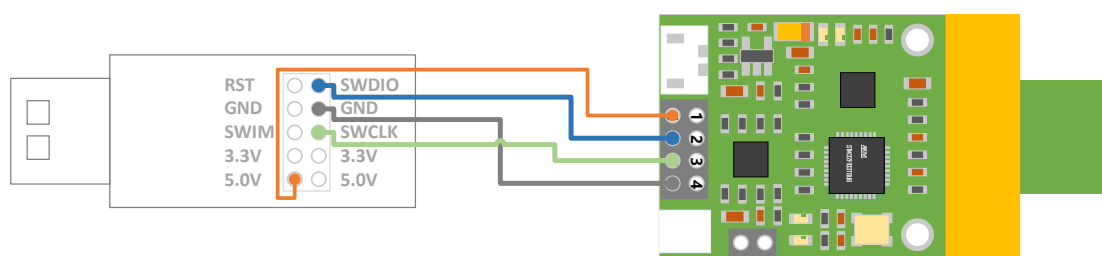 RST SWDIO
GND GND
SWIM SWCLK
3.3V 3.3V
5.0V 5.0V
1
2
3
4